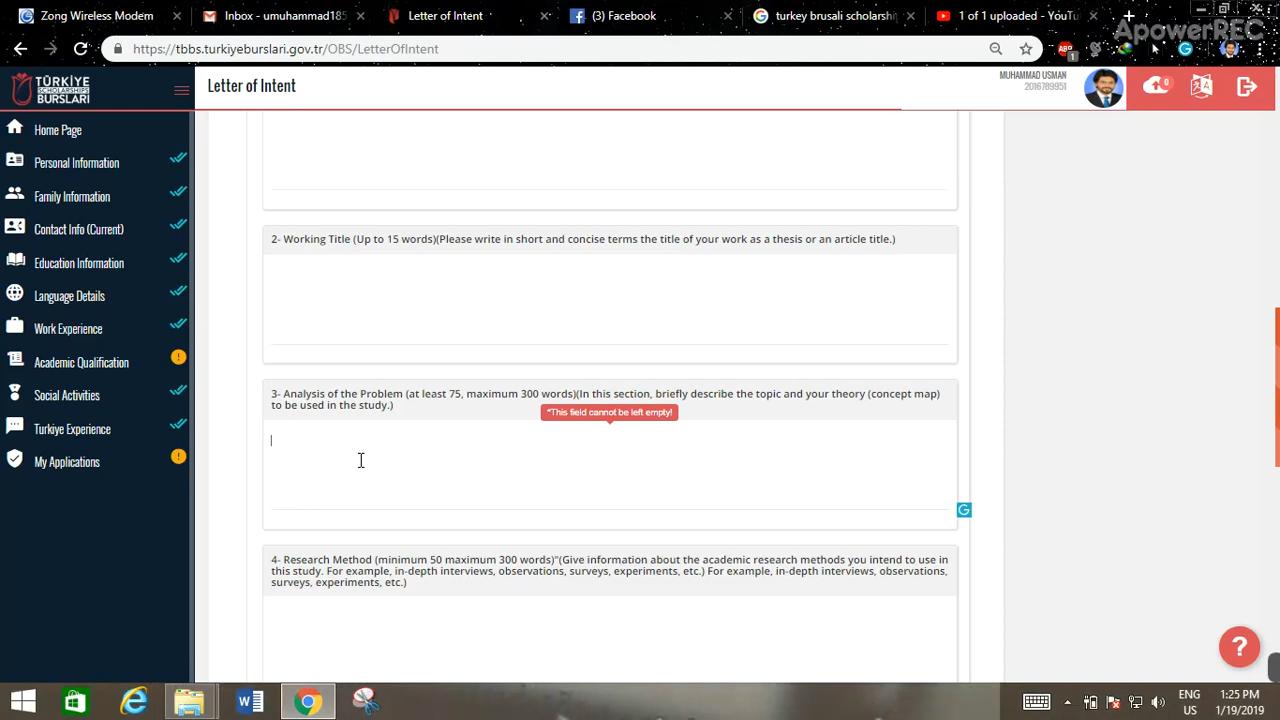 Zong Wireless Modem
Inbox - umuhammad185
Letter of Intent
(3) Facebook
turkey brusali scholarship
1 of 1 uploaded - YouTu
ApowerREC
https://tbbs.turkiyeburslari.gov.tr/OBS/LetterOfIntent
ABP
1
G
TÜRKİYE
SCHOLARSHIPS
BURSLARI
Letter of Intent
MUHAMMAD USMAN
2016789951
0
Home Page
Personal Information
Family Information
Contact Info (Current)
Education Information
Language Details
Work Experience
Academic Qualification
Social Activities
Turkiye Experience
My Applications
2- Working Title (Up to 15 words)(Please write in short and concise terms the title of your work as a thesis or an article title.)
3- Analysis of the Problem (at least 75, maximum 300 words)(In this section, briefly describe the topic and your theory (concept map)
to be used in the study.)
*This field cannot be left empty!
G
4- Research Method (minimum 50 maximum 300 words)"(Give information about the academic research methods you intend to use in
this study. For example, in-depth interviews, observations, surveys, experiments, etc.) For example, in-depth interviews, observations,
surveys, experiments, etc.)
?
ENG
US
1:25 PM
1/19/2019